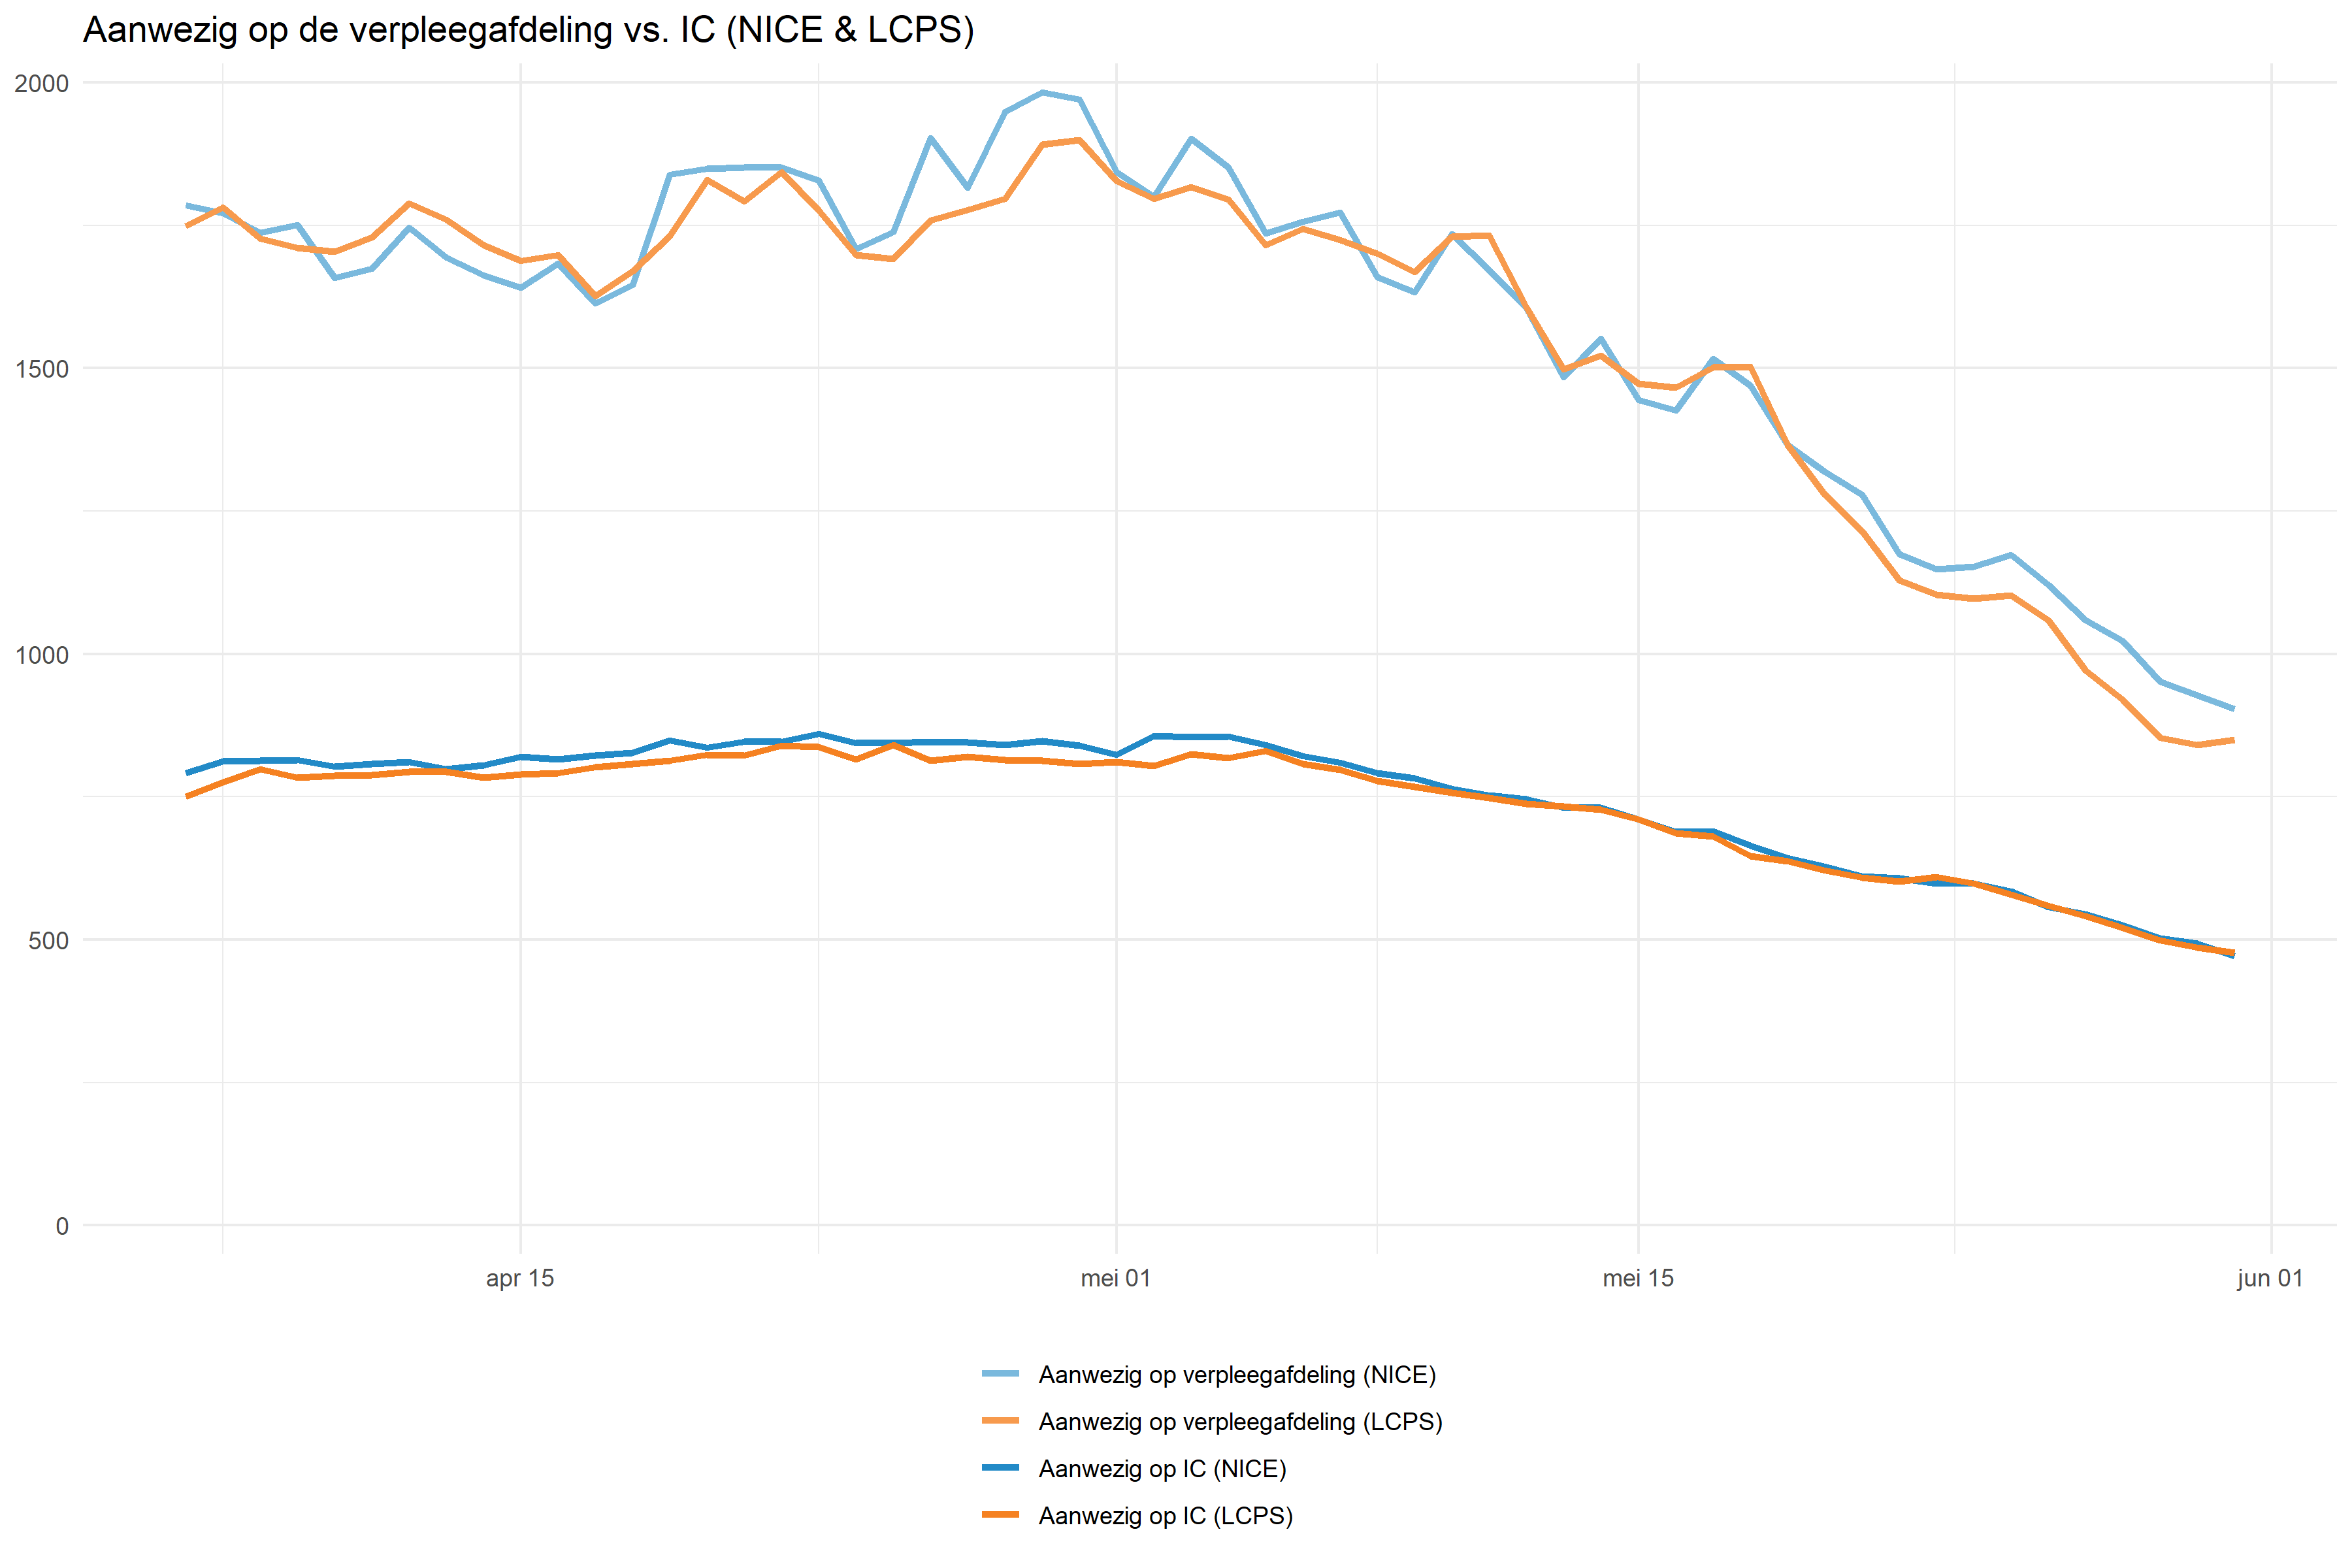 Aanwezig op de verpleegafdeling vs. IC (NICE & LCPS)
2000
1500
1000
500
0
apr 15
mei 01
mei 15
jun 01
Aanwezig op verpleegafdeling (NICE)
Aanwezig op verpleegafdeling (LCPS)
Aanwezig op IC (NICE)
Aanwezig op IC (LCPS)